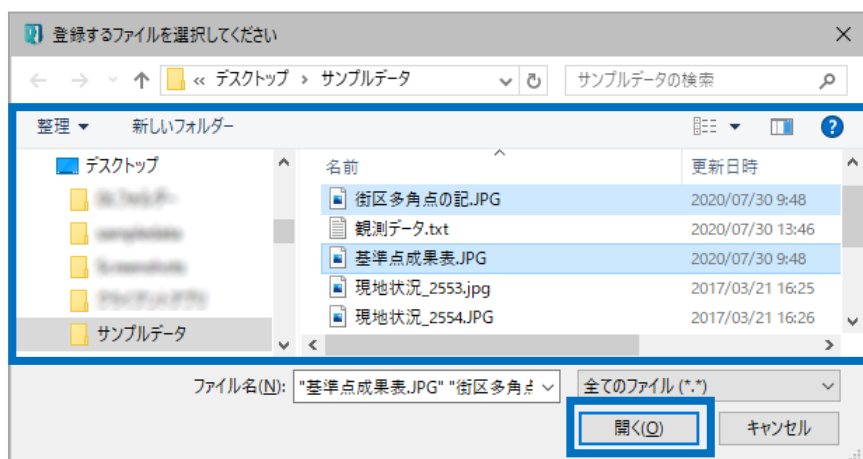 登録するファイルを選択してください
« デスクトップ › サンプルデータ
サンプルデータの検索
整理
新しいフォルダー
デスクトップ
サンプルデータ
名前
更新日時
街区多角点の記.JPG 2020/07/30 9:48
観測データ.txt 2020/07/30 13:46
基準点成果表.JPG 2020/07/30 9:48
現地状況_2553.jpg 2017/03/21 16:25
現地状況_2554.JPG 2017/03/21 16:26
ファイル名(N): "基準点成果表.JPG" "街区多角点
全てのファイル (*.*)
開く(O)
キャンセル